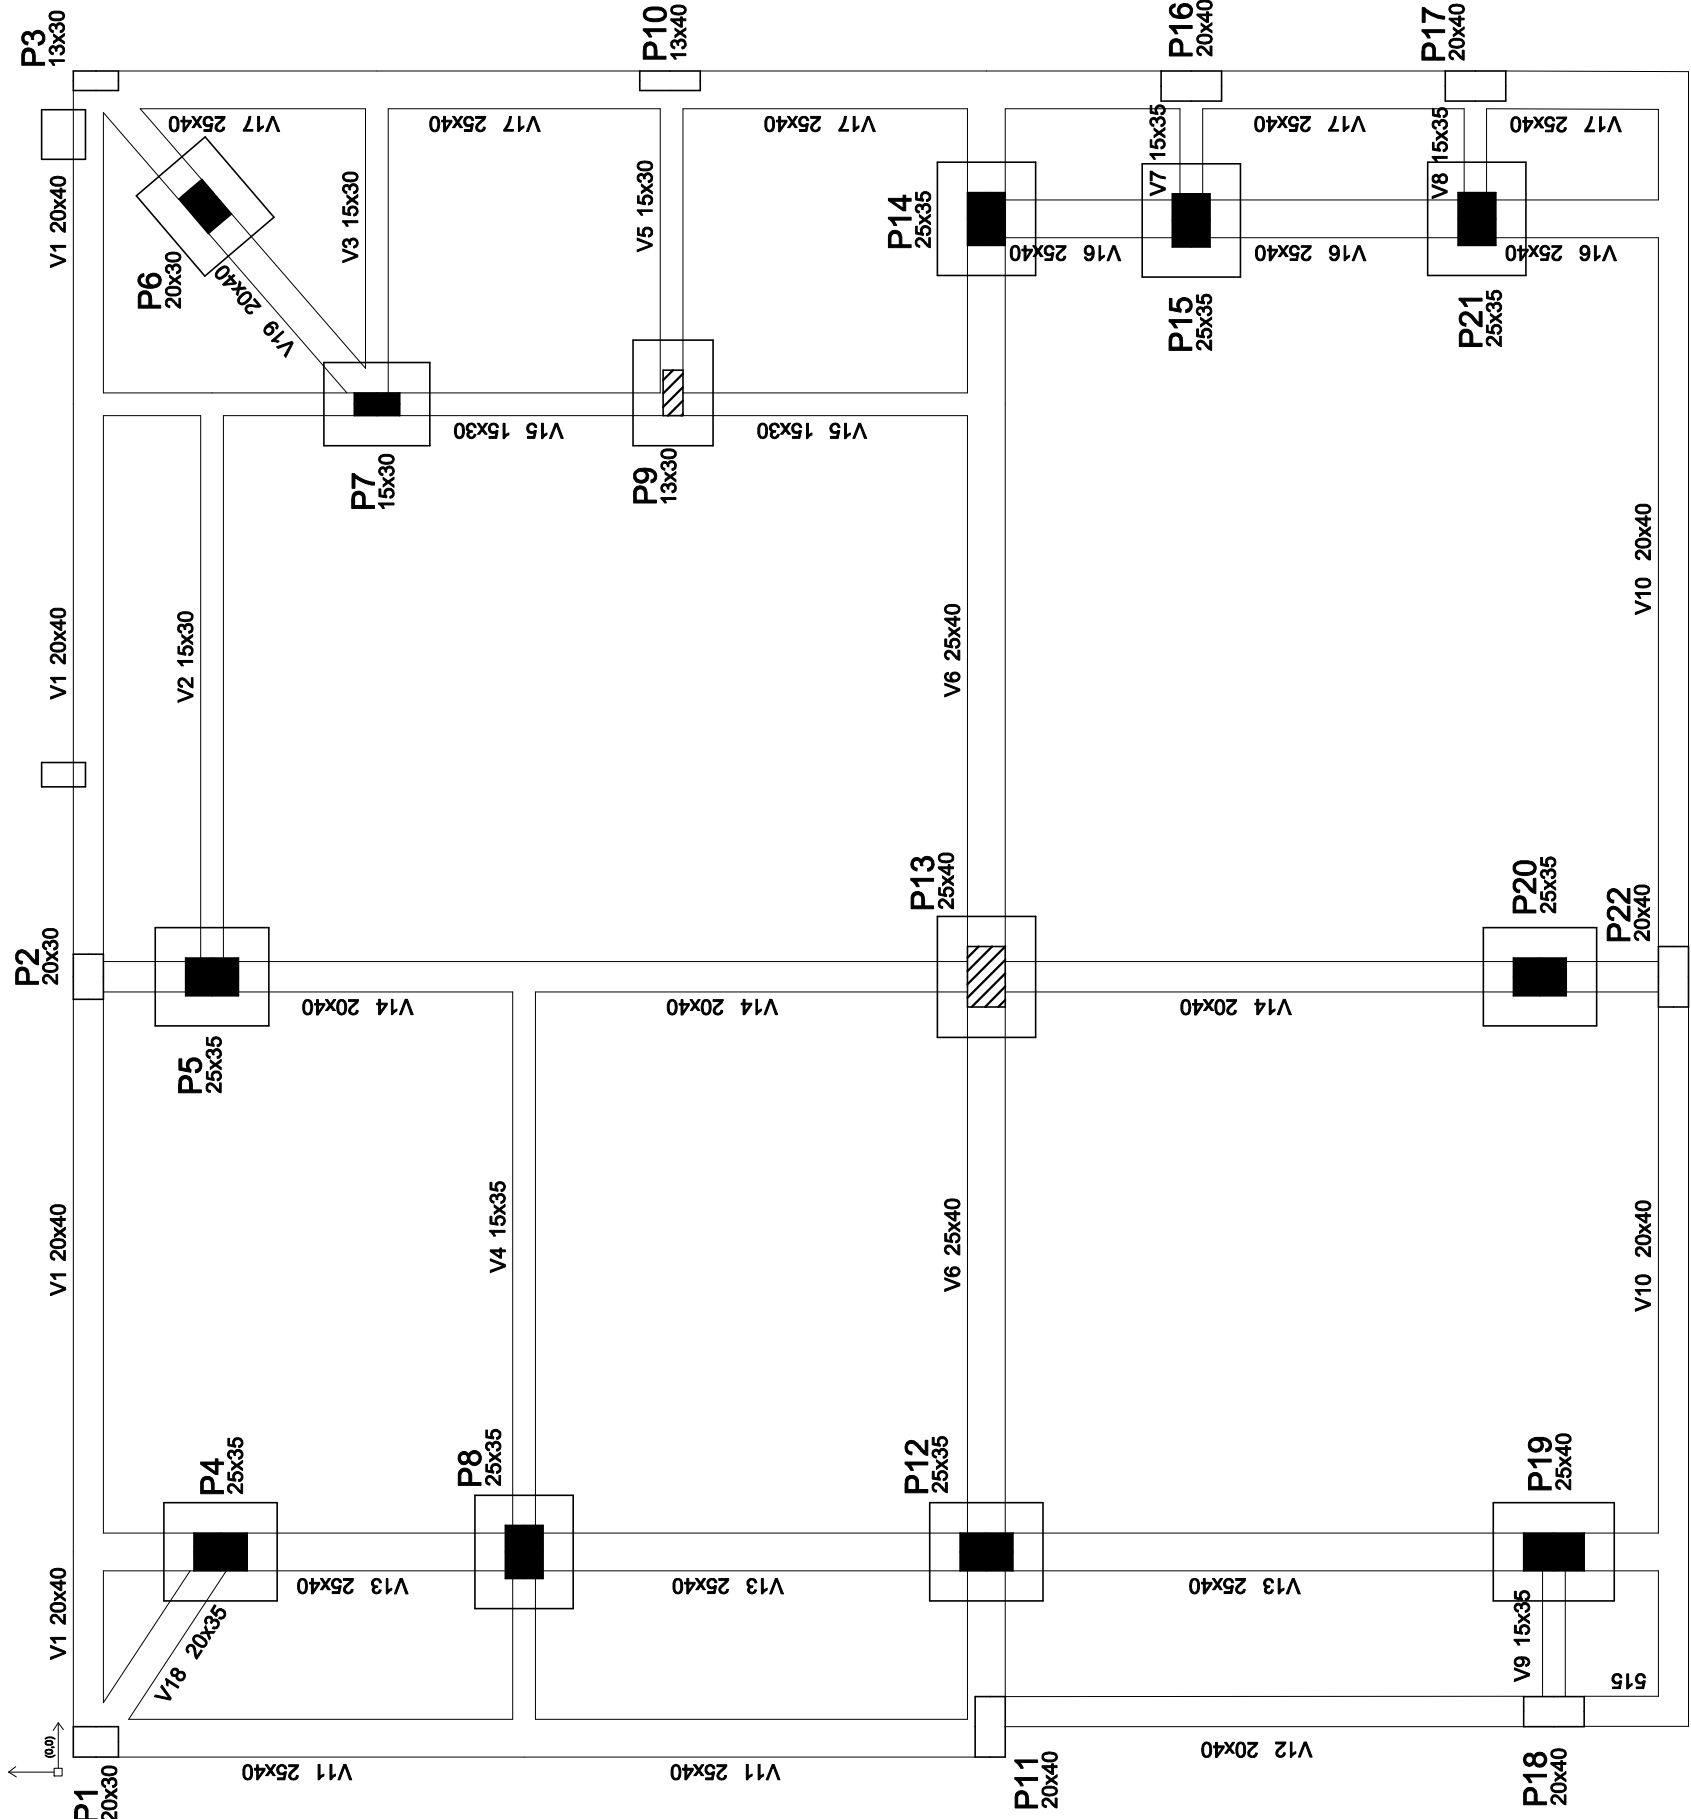 P3
13x30
P10
13x40
P16
20x40
P17
20x40
V1 20x40
V17 25x40
V17 25x40
V17 25x40
V17 25x40
V17 25x40
V7 15x35
V8 15x35
V3 15x30
V5 15x30
P6
20x30
V19 20x40
P14
25x35
V16 25x40
V16 25x40
V16 25x40
P15
25x35
P21
25x35
V15 15x30
V15 15x30
P7
15x30
P9
13x30
V1 20x40
V2 15x30
V6 25x40
V10 20x40
P2
20x30
P13
25x40
P20
25x35
P22
20x40
V14 20x40
V14 20x40
V14 20x40
P5
25x35
V1 20x40
V4 15x35
V6 25x40
V10 20x40
P4
25x35
P8
25x35
P12
25x35
P19
25x40
V1 20x40
V18 20x35
V13 25x40
V13 25x40
V13 25x40
V9 15x35
515
(0,0)
P1
20x30
V11 25x40
V11 25x40
P11
20x40
V12 20x40
P18
20x40